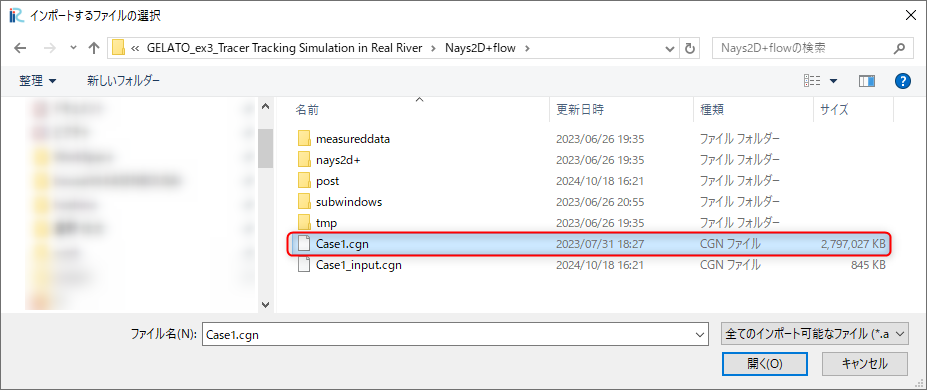 インポートするファイルの選択
« GELATO_ex3_Tracer Tracking Simulation in Real River › Nays2D+flow ›
Nays2D+flowの検索
整理 新しいフォルダー
名前 更新日時 種類 サイズ
measureddata 2023/06/26 19:35 ファイル フォルダー
nays2d+ 2023/06/26 19:35 ファイル フォルダー
post 2024/10/18 16:21 ファイル フォルダー
subwindows 2023/06/26 20:55 ファイル フォルダー
tmp 2023/06/26 19:35 ファイル フォルダー
Case1.cgn 2023/07/31 18:27 CGN ファイル 2,797,027 KB
Case1_input.cgn 2024/10/18 16:21 CGN ファイル 845 KB
ファイル名(N): Case1.cgn 全てのインポート可能なファイル (*.a
開く(O) キャンセル